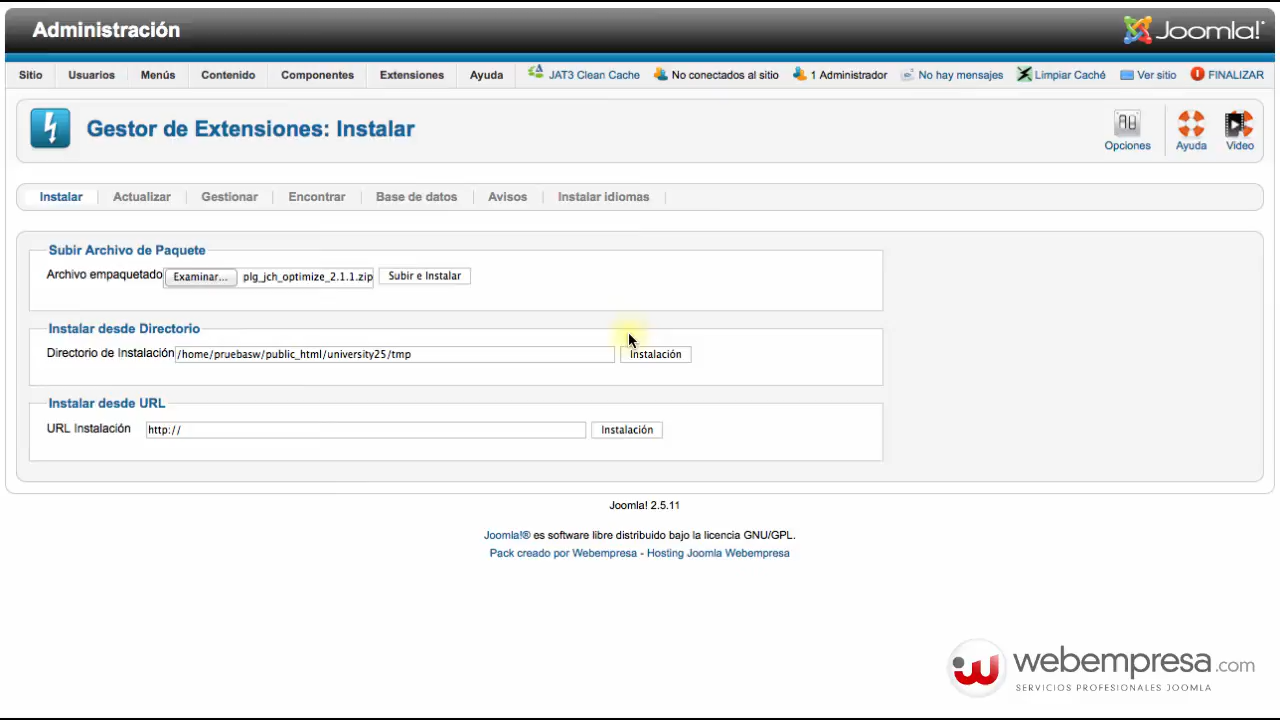 Administración
Joomla!
Sitio Usuarios Menús Contenido Componentes Extensiones Ayuda JAT3 Clean Cache No conectados al sitio 1 Administrador No hay mensajes Limpiar Caché Ver sitio FINALIZAR
Gestor de Extensiones: Instalar
Opciones Ayuda Video
Instalar Actualizar Gestionar Encontrar Base de datos Avisos Instalar idiomas
Subir Archivo de Paquete
Archivo empaquetado Examinar... plg_jch_optimize_2.1.1.zip Subir e Instalar
Instalar desde Directorio
Directorio de Instalación /home/pruebasw/public_html/university25/tmp Instalación
Instalar desde URL
URL Instalación http:// Instalación
Joomla! 2.5.11
Joomla!® es software libre distribuido bajo la licencia GNU/GPL.
Pack creado por Webempresa - Hosting Joomla Webempresa
webempresa.com
SERVICIOS PROFESIONALES JOOMLA